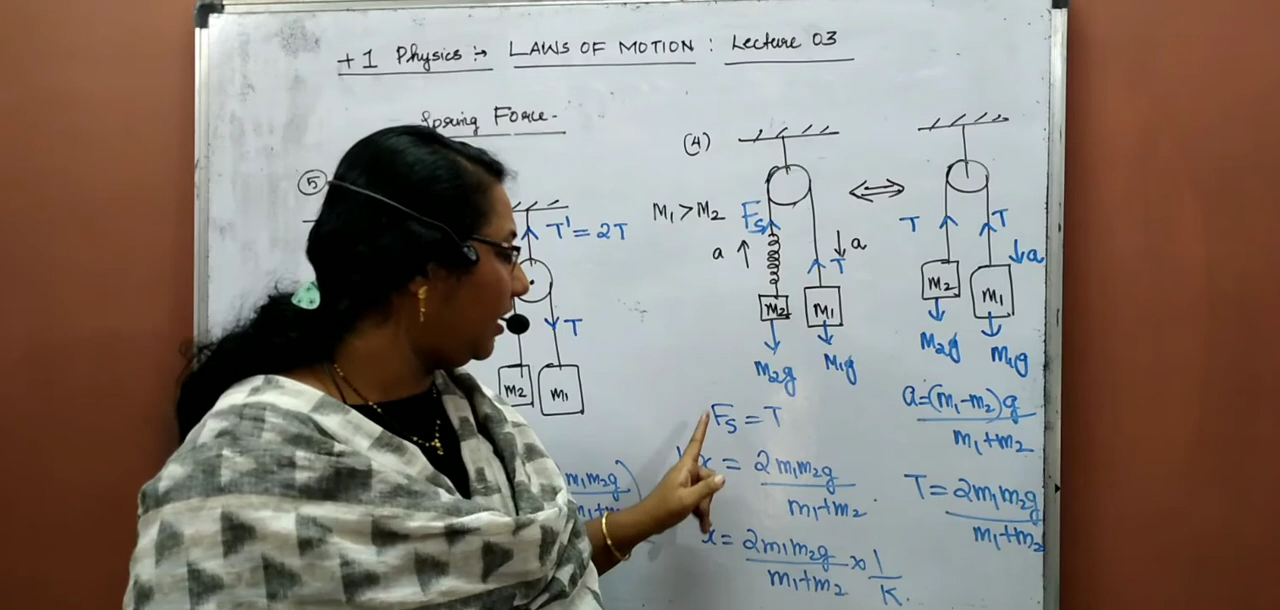 +1 Physics :→ LAWS OF MOTION : Lecture 03
Spring Force-
(5)
T' = 2T
T
m2 m1
m1m2g
(4)
M1 > M2
Fs
a
a
T
m2 m1
m2g
m1g
Fs = T
x = 2m1m2g / m1+m2
x = 2m1m2g / m1+m2 × 1/K
T
T
a
m2
m1
m2g
m1g
a = (m1-m2)g / m1+m2
T = 2m1m2g / m1+m2